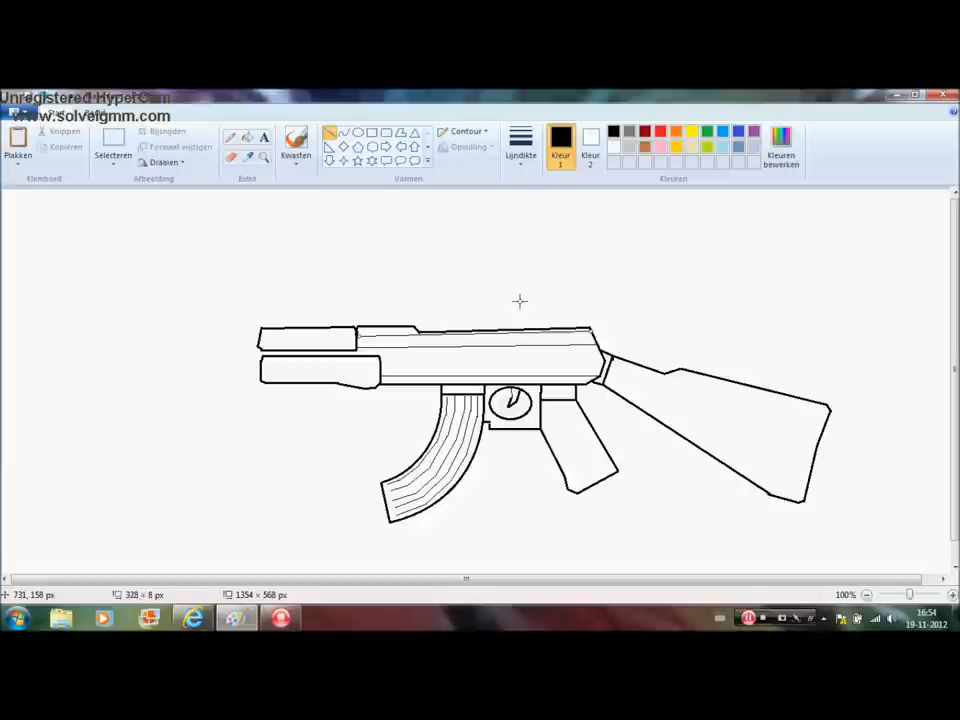 Unregistered HyperCam
www.solveigmm.com
Plakken
Knippen
Kopiëren
Klembord
Selecteren
Bijsnijden
Formaat wijzigen
Draaien
Afbeelding
A
Extra
Kwasten
Contour
Opvulling
Vormen
Lijndikte
Kleur
1
Kleur
2
Kleuren
bewerken
Kleuren
731, 158 px
328 × 8 px
1354 × 568 px
100%
16:54
19-11-2012